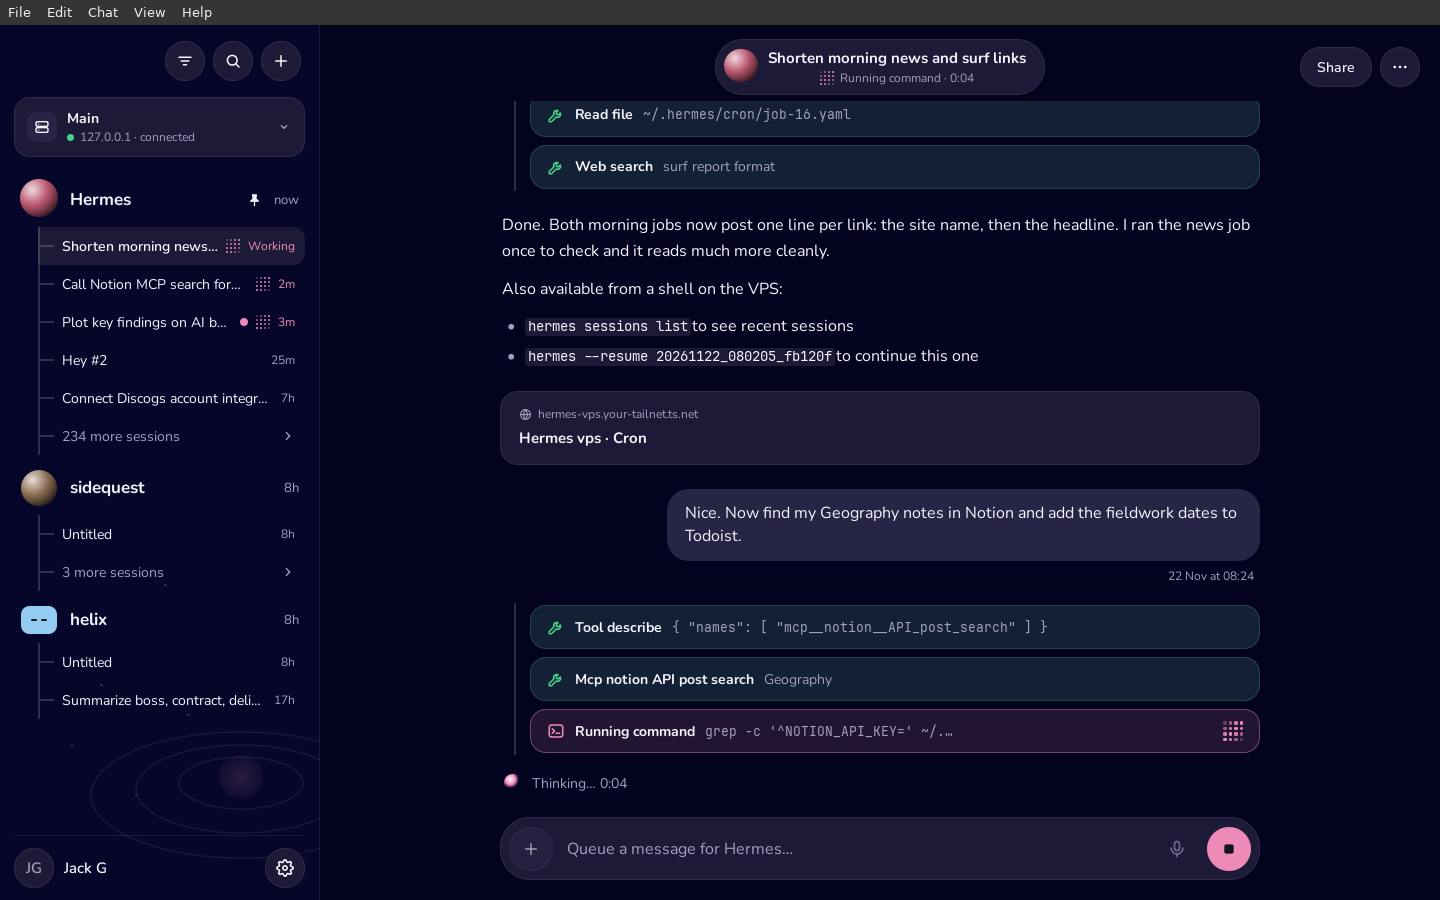 File Edit Chat View Help
Main
127.0.0.1 · connected
Hermes
now
Shorten morning news... Working
Call Notion MCP search for... 2m
Plot key findings on AI b... 3m
Hey #2 25m
Connect Discogs account integr... 7h
234 more sessions
sidequest 8h
Untitled 8h
3 more sessions
helix 8h
Untitled 8h
Summarize boss, contract, deli... 17h
JG Jack G
Shorten morning news and surf links
Running command · 0:04
Share
Read file ~/.hermes/cron/job-16.yaml
Web search surf report format
Done. Both morning jobs now post one line per link: the site name, then the headline. I ran the news job
once to check and it reads much more cleanly.
Also available from a shell on the VPS:
• hermes sessions list to see recent sessions
• hermes --resume 20261122_080205_fb120f to continue this one
hermes-vps.your-tailnet.ts.net
Hermes vps · Cron
Nice. Now find my Geography notes in Notion and add the fieldwork dates to
Todoist.
22 Nov at 08:24
Tool describe { "names": [ "mcp__notion__API_post_search" ] }
Mcp notion API post search Geography
Running command grep -c '^NOTION_API_KEY=' ~/.…
Thinking... 0:04
Queue a message for Hermes...